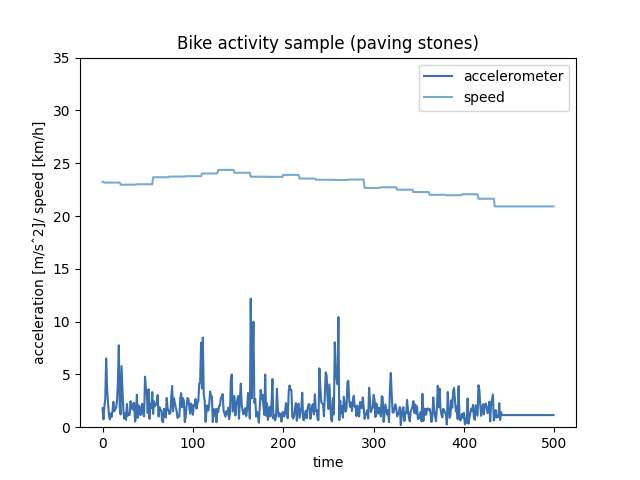 Bike activity sample (paving stones)
accelerometer
speed
35
30
25
20
15
10
5
0
acceleration [m/sˆ2]/ speed [km/h]
0 100 200 300 400 500
time